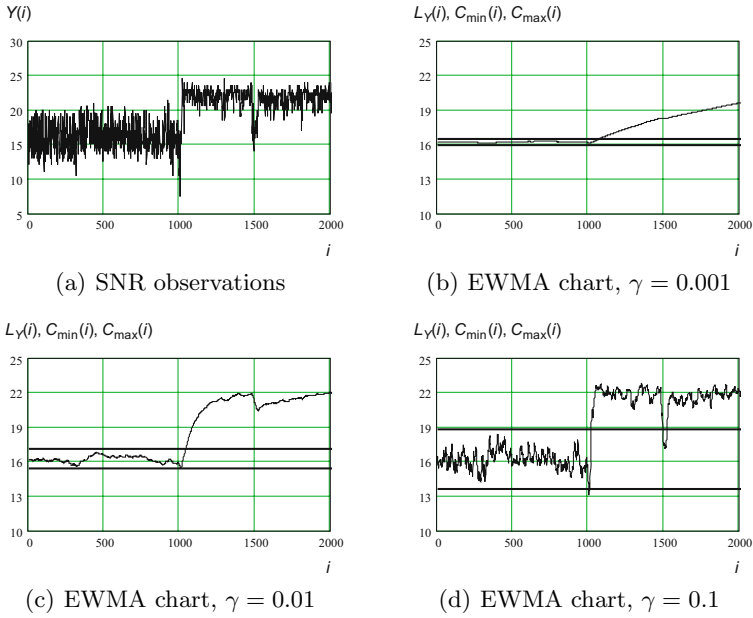 Y(i)
30
25
20
15
10
5
0 500 1000 1500 2000
i
(a) SNR observations
L_Y(i), C_min(i), C_max(i)
25
22
19
16
13
10
0 500 1000 1500 2000
i
(b) EWMA chart, γ = 0.001
L_Y(i), C_min(i), C_max(i)
25
22
19
16
13
10
0 500 1000 1500 2000
i
(c) EWMA chart, γ = 0.01
L_Y(i), C_min(i), C_max(i)
25
22
19
16
13
10
0 500 1000 1500 2000
i
(d) EWMA chart, γ = 0.1